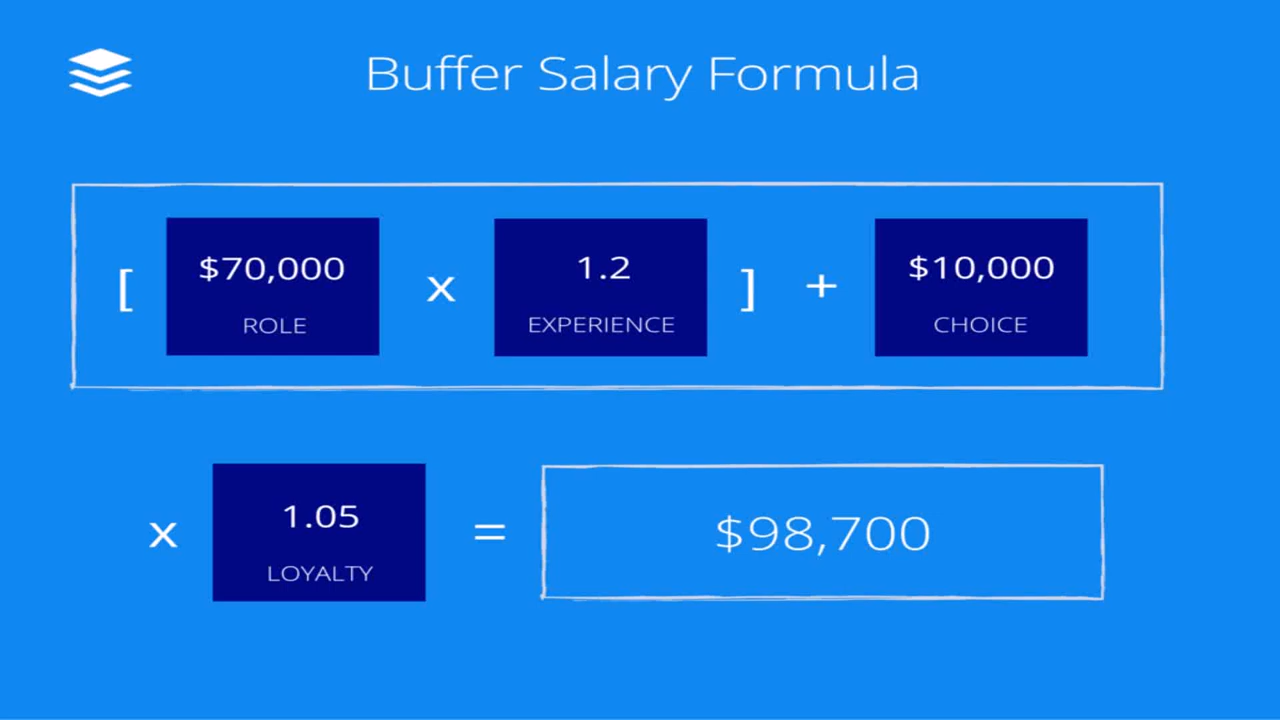 Buffer Salary Formula
[ $70,000 x 1.2 ] + $10,000
ROLE EXPERIENCE CHOICE
x 1.05 = $98,700
LOYALTY